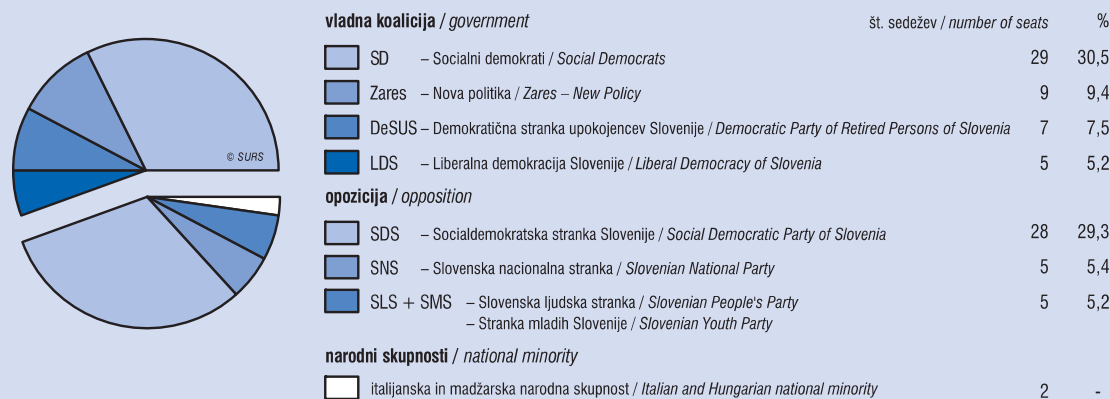 vladna koalicija / government št. sedežev / number of seats %
SD – Socialni demokrati / Social Democrats 29 30,5
Zares – Nova politika / Zares – New Policy 9 9,4
DeSUS – Demokratična stranka upokojencev Slovenije / Democratic Party of Retired Persons of Slovenia 7 7,5
© SURS
LDS – Liberalna demokracija Slovenije / Liberal Democracy of Slovenia 5 5,2
opozicija / opposition
SDS – Socialdemokratska stranka Slovenije / Social Democratic Party of Slovenia 28 29,3
SNS – Slovenska nacionalna stranka / Slovenian National Party 5 5,4
SLS + SMS – Slovenska ljudska stranka / Slovenian People's Party 5 5,2
– Stranka mladih Slovenije / Slovenian Youth Party
narodni skupnosti / national minority
italijanska in madžarska narodna skupnost / Italian and Hungarian national minority 2 -